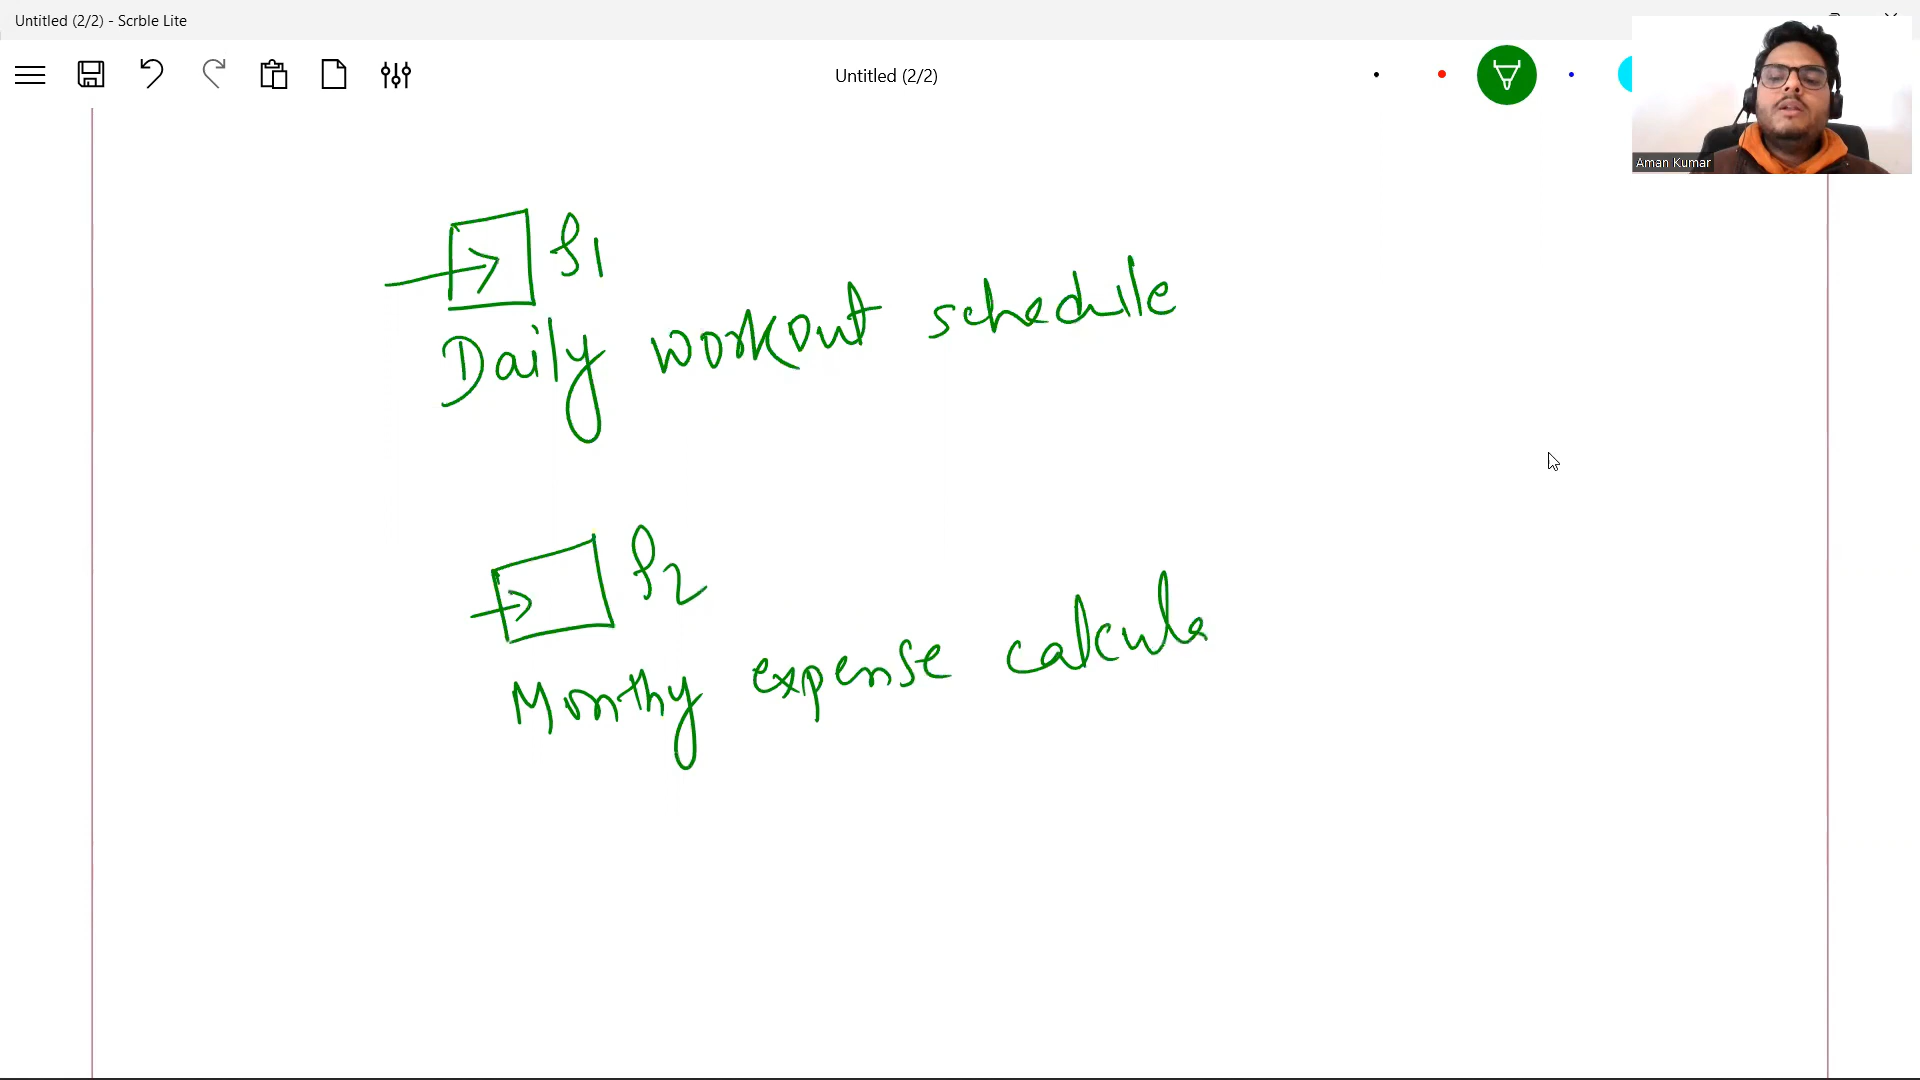 Untitled (2/2) - Scrble Lite
Untitled (2/2)
Aman Kumar
f1
Daily workout schedule
f2
Monthy expense calcula